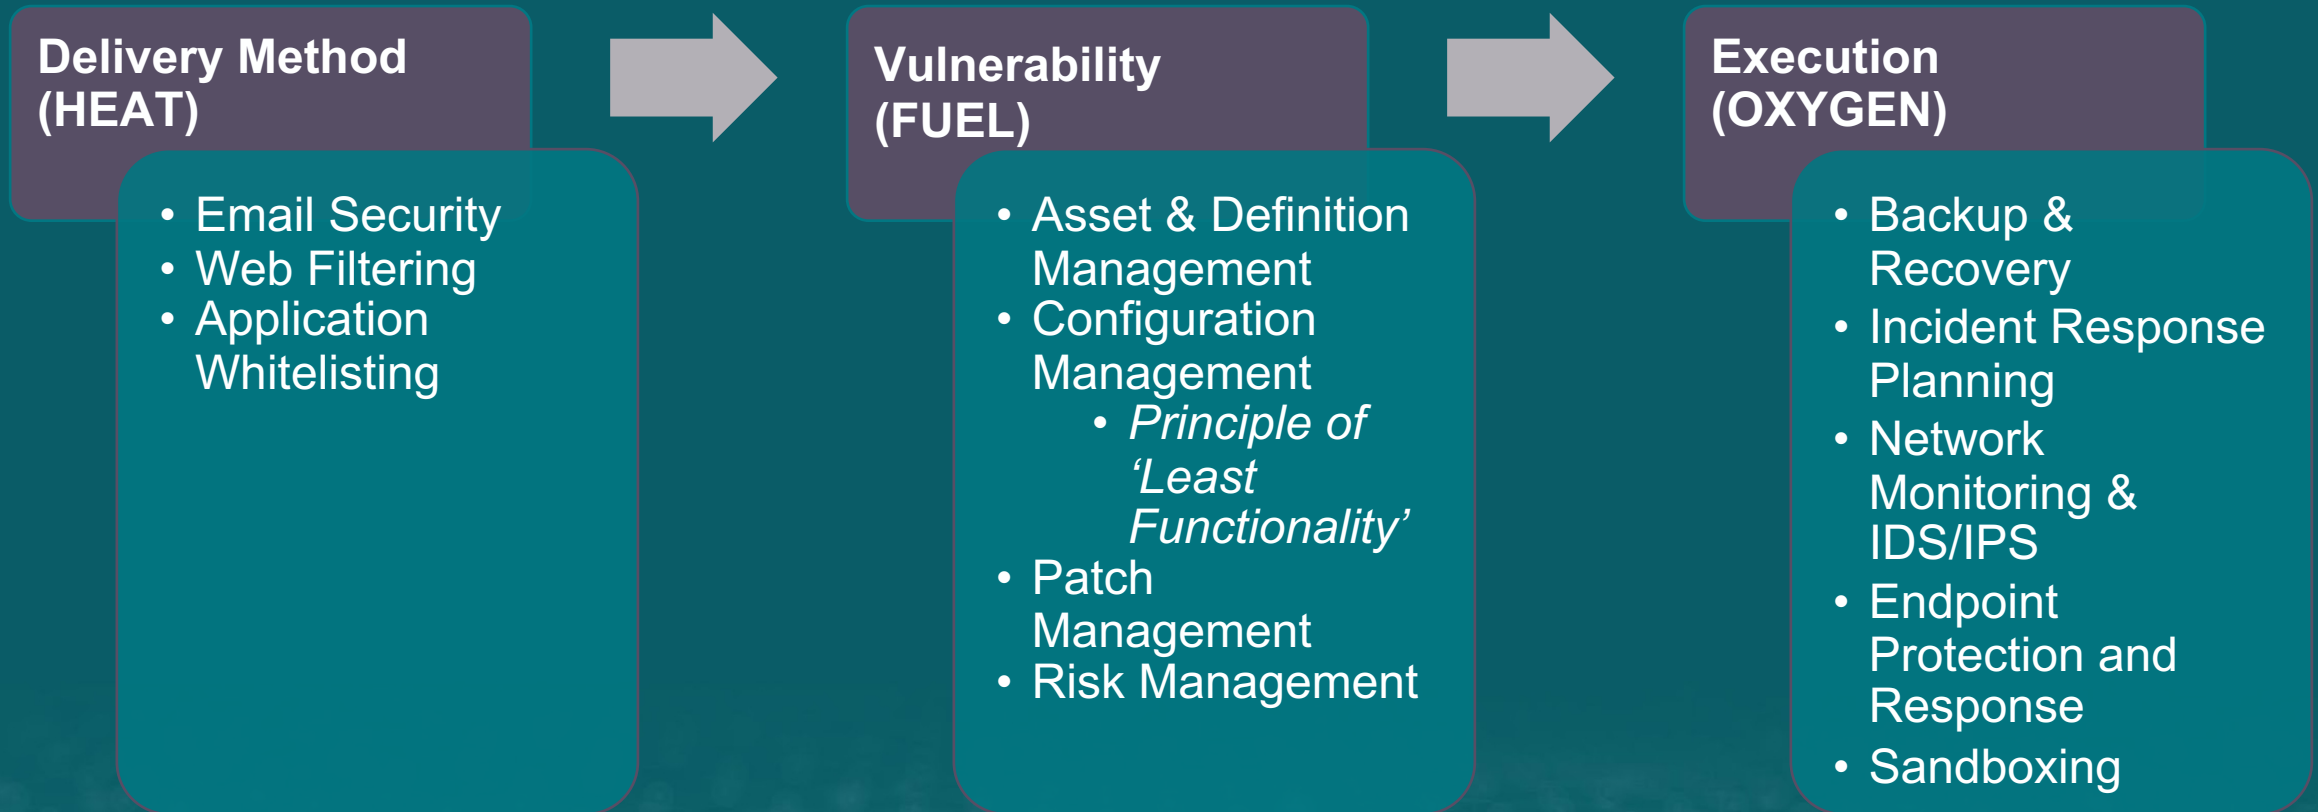 Delivery Method
(HEAT)
• Email Security
• Web Filtering
• Application
Whitelisting
Vulnerability
(FUEL)
• Asset & Definition
Management
• Configuration
Management
• Principle of
‘Least
Functionality’
• Patch
Management
• Risk Management
Execution
(OXYGEN)
• Backup &
Recovery
• Incident Response
Planning
• Network
Monitoring &
IDS/IPS
• Endpoint
Protection and
Response
• Sandboxing